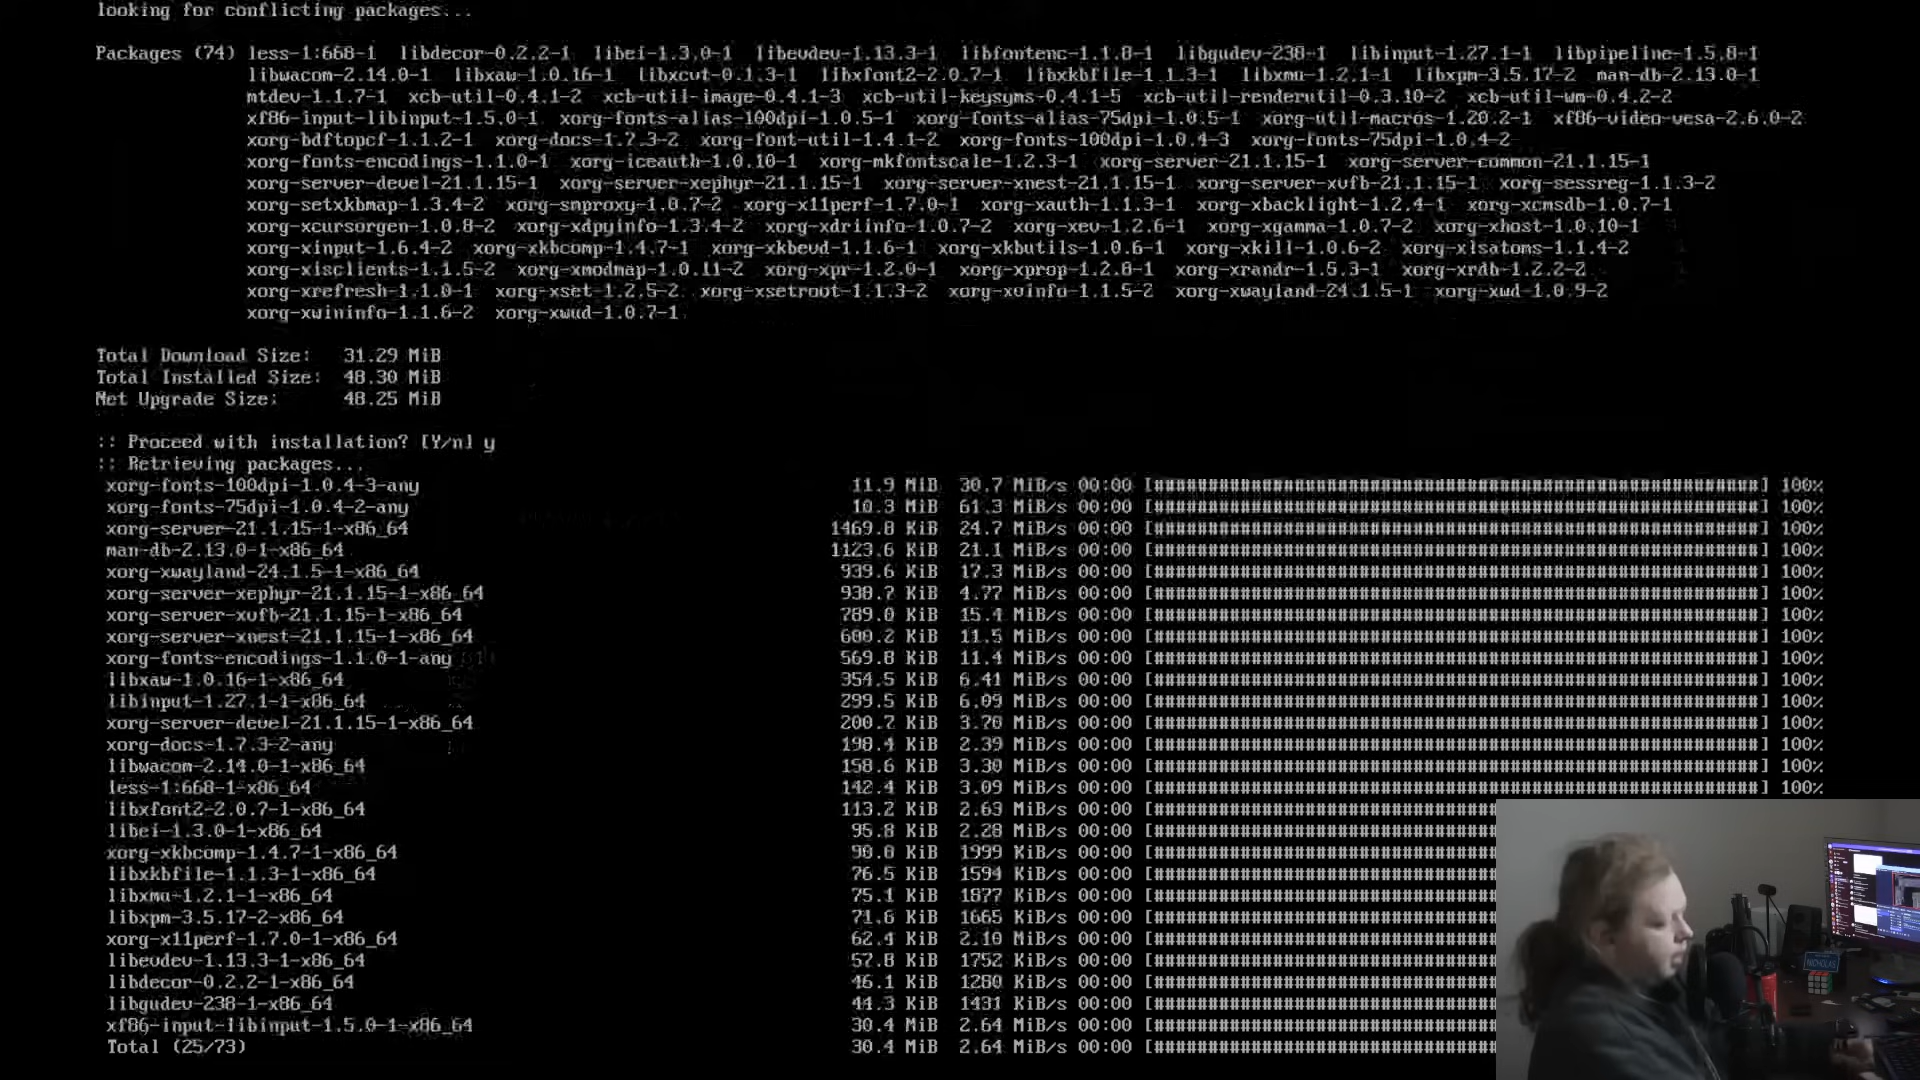 looking for conflicting packages...
Packages (74) less-1:668-1 libdecor-0.2.2-1 libei-1.3.0-1 libevdev-1.13.3-1 libfontenc-1.1.8-1 libgudev-238-1 libinput-1.27.1-1 libpipeline-1.5.8-1
libwacom-2.14.0-1 libxaw-1.0.16-1 libxcvt-0.1.3-1 libxfont2-2.0.7-1 libxkbfile-1.1.3-1 libxmu-1.2.1-1 libxpm-3.5.17-2 man-db-2.13.0-1
mtdev-1.1.7-1 xcb-util-0.4.1-2 xcb-util-image-0.4.1-3 xcb-util-keysyms-0.4.1-5 xcb-util-renderutil-0.3.10-2 xcb-util-wm-0.4.2-2
xf86-input-libinput-1.5.0-1 xorg-fonts-alias-100dpi-1.0.5-1 xorg-fonts-alias-75dpi-1.0.5-1 xorg-util-macros-1.20.2-1 xf86-video-vesa-2.6.0-2
xorg-bdftopcf-1.1.2-1 xorg-docs-1.7.3-2 xorg-font-util-1.4.1-2 xorg-fonts-100dpi-1.0.4-3 xorg-fonts-75dpi-1.0.4-2
xorg-fonts-encodings-1.1.0-1 xorg-iceauth-1.0.10-1 xorg-mkfontscale-1.2.3-1 xorg-server-21.1.15-1 xorg-server-common-21.1.15-1
xorg-server-devel-21.1.15-1 xorg-server-xephyr-21.1.15-1 xorg-server-xnest-21.1.15-1 xorg-server-xvfb-21.1.15-1 xorg-sessreg-1.1.3-2
xorg-setxkbmap-1.3.4-2 xorg-smproxy-1.0.7-2 xorg-x11perf-1.7.0-1 xorg-xauth-1.1.3-1 xorg-xbacklight-1.2.4-1 xorg-xcmsdb-1.0.7-1
xorg-xcursorgen-1.0.8-2 xorg-xdpyinfo-1.3.4-2 xorg-xdriinfo-1.0.7-2 xorg-xev-1.2.6-1 xorg-xgamma-1.0.7-2 xorg-xhost-1.0.10-1
xorg-xinput-1.6.4-2 xorg-xkbcomp-1.4.7-1 xorg-xkbevd-1.1.6-1 xorg-xkbutils-1.0.6-1 xorg-xkill-1.0.6-2 xorg-xlsatoms-1.1.4-2
xorg-xlsclients-1.1.5-2 xorg-xmodmap-1.0.11-2 xorg-xpr-1.2.0-1 xorg-xprop-1.2.8-1 xorg-xrandr-1.5.3-1 xorg-xrdb-1.2.2-2
xorg-xrefresh-1.1.0-1 xorg-xset-1.2.5-2 xorg-xsetroot-1.1.3-2 xorg-xvinfo-1.1.5-2 xorg-xwayland-24.1.5-1 xorg-xwd-1.0.9-2
xorg-xwininfo-1.1.6-2 xorg-xwud-1.0.7-1
Total Download Size: 31.29 MiB
Total Installed Size: 48.30 MiB
Net Upgrade Size: 48.25 MiB
:: Proceed with installation? [Y/n] y
:: Retrieving packages...
xorg-fonts-100dpi-1.0.4-3-any 11.9 MiB 30.7 MiB/s 00:00 [########################################################] 100%
xorg-fonts-75dpi-1.0.4-2-any 10.3 MiB 61.3 MiB/s 00:00 [########################################################] 100%
xorg-server-21.1.15-1-x86_64 1469.8 KiB 24.7 MiB/s 00:00 [########################################################] 100%
man-db-2.13.0-1-x86_64 1123.6 KiB 21.1 MiB/s 00:00 [########################################################] 100%
xorg-xwayland-24.1.5-1-x86_64 939.6 KiB 17.3 MiB/s 00:00 [########################################################] 100%
xorg-server-xephyr-21.1.15-1-x86_64 938.7 KiB 4.77 MiB/s 00:00 [########################################################] 100%
xorg-server-xvfb-21.1.15-1-x86_64 789.0 KiB 15.4 MiB/s 00:00 [########################################################] 100%
xorg-server-xnest-21.1.15-1-x86_64 600.2 KiB 11.5 MiB/s 00:00 [########################################################] 100%
xorg-fonts-encodings-1.1.0-1-any 569.8 KiB 11.4 MiB/s 00:00 [########################################################] 100%
libxaw-1.0.16-1-x86_64 354.5 KiB 6.41 MiB/s 00:00 [########################################################] 100%
libinput-1.27.1-1-x86_64 299.5 KiB 6.09 MiB/s 00:00 [########################################################] 100%
xorg-server-devel-21.1.15-1-x86_64 200.7 KiB 3.70 MiB/s 00:00 [########################################################] 100%
xorg-docs-1.7.3-2-any 198.4 KiB 2.39 MiB/s 00:00 [########################################################] 100%
libwacom-2.14.0-1-x86_64 158.6 KiB 3.30 MiB/s 00:00 [########################################################] 100%
less-1:668-1-x86_64 142.4 KiB 3.09 MiB/s 00:00 [########################################################] 100%
libxfont2-2.0.7-1-x86_64 113.2 KiB 2.63 MiB/s 00:00 [################################
libei-1.3.0-1-x86_64 95.8 KiB 2.28 MiB/s 00:00 [################################
xorg-xkbcomp-1.4.7-1-x86_64 90.0 KiB 1999 KiB/s 00:00 [################################
libxkbfile-1.1.3-1-x86_64 76.5 KiB 1594 KiB/s 00:00 [################################
libxmu-1.2.1-1-x86_64 75.1 KiB 1877 KiB/s 00:00 [################################
libxpm-3.5.17-2-x86_64 71.6 KiB 1665 KiB/s 00:00 [################################
xorg-x11perf-1.7.0-1-x86_64 62.4 KiB 2.10 MiB/s 00:00 [################################
libevdev-1.13.3-1-x86_64 57.8 KiB 1752 KiB/s 00:00 [################################
libdecor-0.2.2-1-x86_64 46.1 KiB 1280 KiB/s 00:00 [################################
libgudev-238-1-x86_64 44.3 KiB 1431 KiB/s 00:00 [################################
xf86-input-libinput-1.5.0-1-x86_64 30.4 MiB 2.64 MiB/s 00:00 [################################
Total (25/73) 30.4 MiB 2.64 MiB/s 00:00 [################################
NICHOLAS